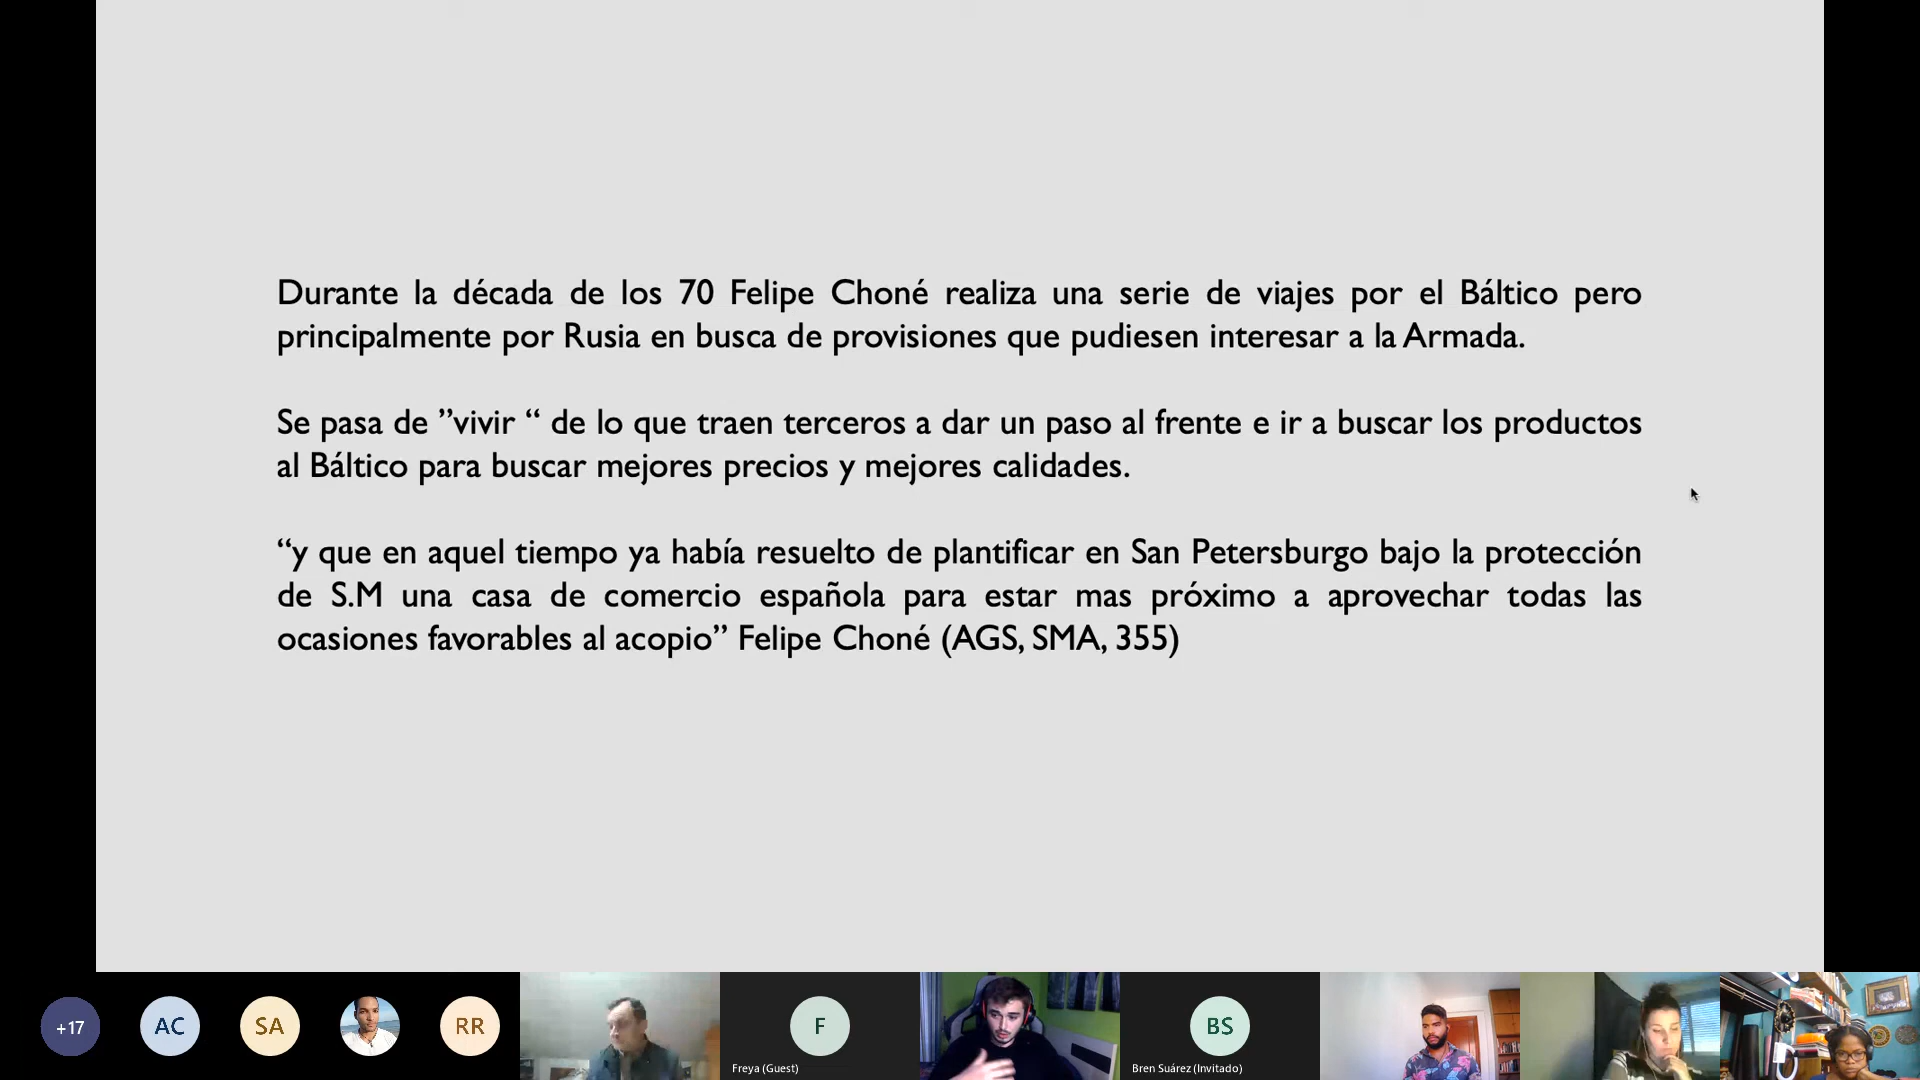 Durante la década de los 70 Felipe Choné realiza una serie de viajes por el Báltico pero
principalmente por Rusia en busca de provisiones que pudiesen interesar a la Armada.
Se pasa de ”vivir “ de lo que traen terceros a dar un paso al frente e ir a buscar los productos
al Báltico para buscar mejores precios y mejores calidades.
“y que en aquel tiempo ya había resuelto de plantificar en San Petersburgo bajo la protección
de S.M una casa de comercio española para estar mas próximo a aprovechar todas las
ocasiones favorables al acopio” Felipe Choné (AGS, SMA, 355)
+17
AC
SA
RR
F
Freya (Guest)
BS
Bren Suárez (Invitado)